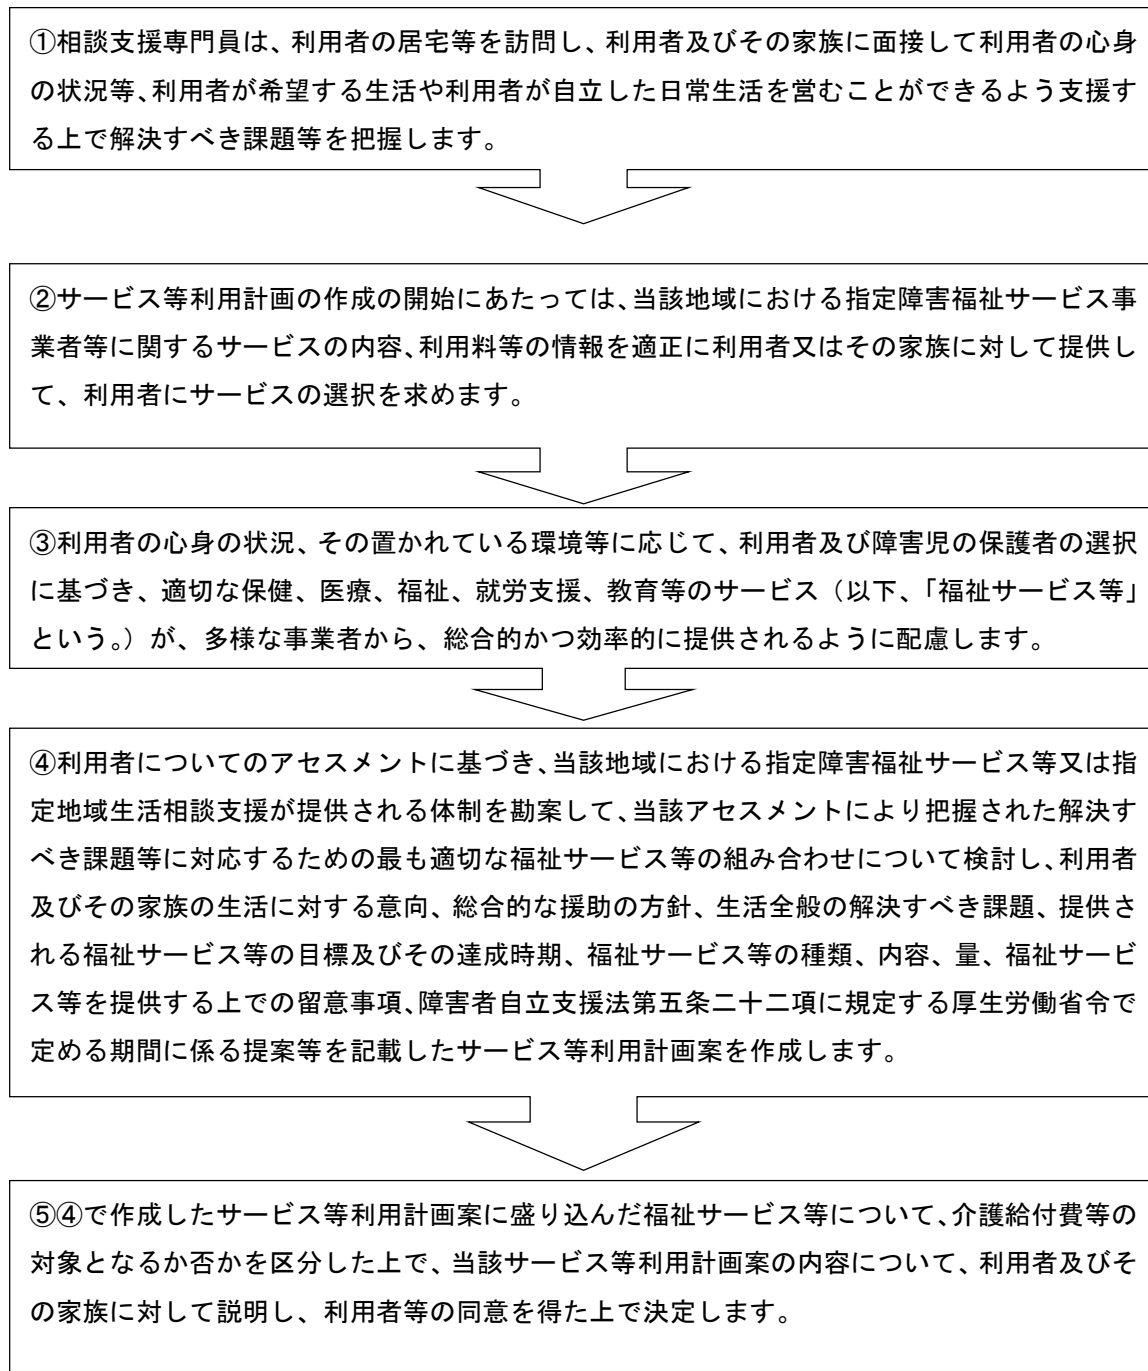 ①相談支援専門員は、利用者の居宅等を訪問し、利用者及びその家族に面接して利用者の心身
の状況等、利用者が希望する生活や利用者が自立した日常生活を営むことができるよう支援す
る上で解決すべき課題等を把握します。
②サービス等利用計画の作成の開始にあたっては、当該地域における指定障害福祉サービス事
業者等に関するサービスの内容、利用料等の情報を適正に利用者又はその家族に対して提供し
て、利用者にサービスの選択を求めます。
③利用者の心身の状況、その置かれている環境等に応じて、利用者及び障害児の保護者の選択
に基づき、適切な保健、医療、福祉、就労支援、教育等のサービス（以下、「福祉サービス等」
という。）が、多様な事業者から、総合的かつ効率的に提供されるように配慮します。
④利用者についてのアセスメントに基づき、当該地域における指定障害福祉サービス等又は指
定地域生活相談支援が提供される体制を勘案して、当該アセスメントにより把握された解決す
べき課題等に対応するための最も適切な福祉サービス等の組み合わせについて検討し、利用者
及びその家族の生活に対する意向、総合的な援助の方針、生活全般の解決すべき課題、提供さ
れる福祉サービス等の目標及びその達成時期、福祉サービス等の種類、内容、量、福祉サービ
ス等を提供する上での留意事項、障害者自立支援法第五条二十二項に規定する厚生労働省令で
定める期間に係る提案等を記載したサービス等利用計画案を作成します。
⑤④で作成したサービス等利用計画案に盛り込んだ福祉サービス等について、介護給付費等の
対象となるか否かを区分した上で、当該サービス等利用計画案の内容について、利用者及びそ
の家族に対して説明し、利用者等の同意を得た上で決定します。